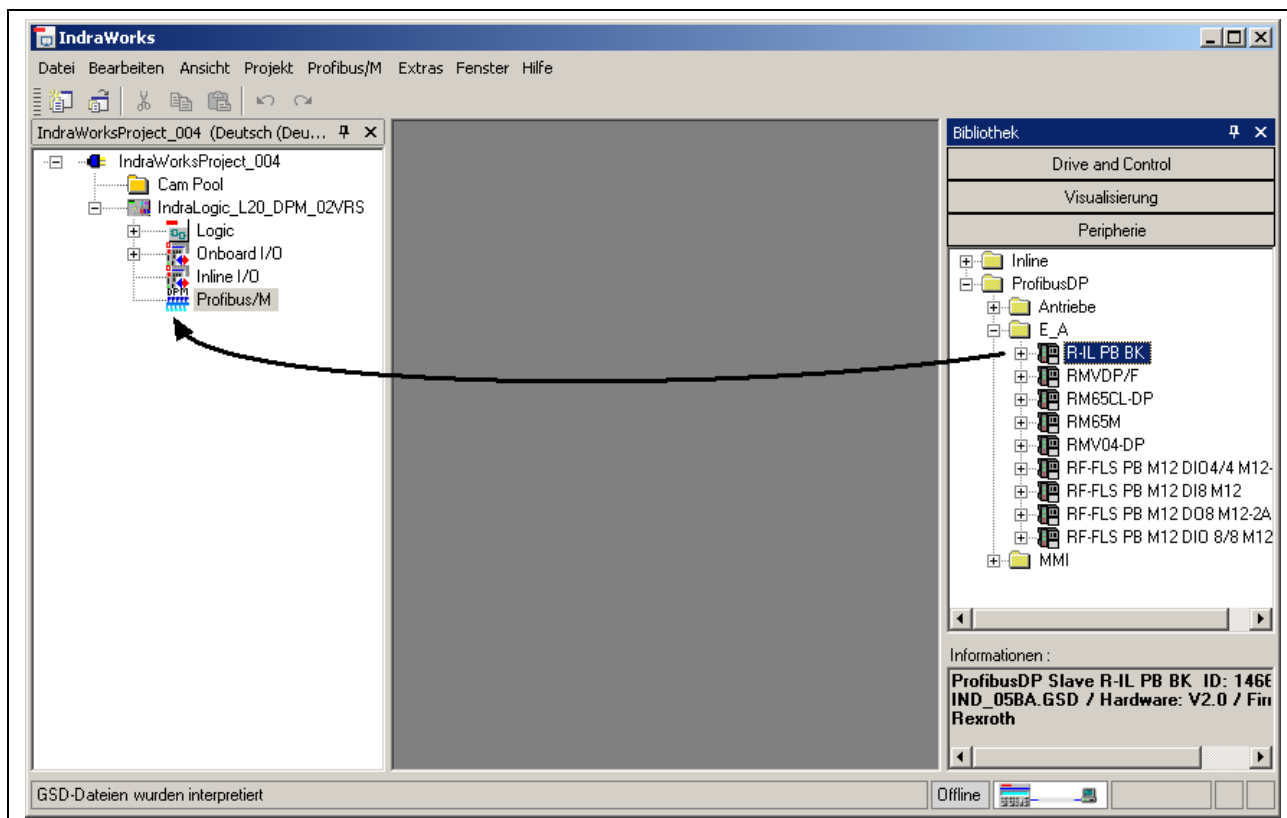 IndraWorks
Datei Bearbeiten Ansicht Projekt Profibus/M Extras Fenster Hilfe
IndraWorksProject_004 (Deutsch (Deu...
IndraWorksProject_004
Cam Pool
IndraLogic_L20_DPM_02VRS
Logic
Onboard I/O
Inline I/O
DPM
Profibus/M
Bibliothek
Drive and Control
Visualisierung
Peripherie
Inline
ProfibusDP
Antriebe
E_A
R-IL PB BK
RMVDP/F
RM65CL-DP
RM65M
RMV04-DP
RF-FLS PB M12 DIO4/4 M12-
RF-FLS PB M12 DI8 M12
RF-FLS PB M12 DO8 M12-2A
RF-FLS PB M12 DIO 8/8 M12
MMI
Informationen :
ProfibusDP Slave R-IL PB BK ID: 1466
IND_05BA.GSD / Hardware: V2.0 / Firr
Rexroth
GSD-Dateien wurden interpretiert
Offline